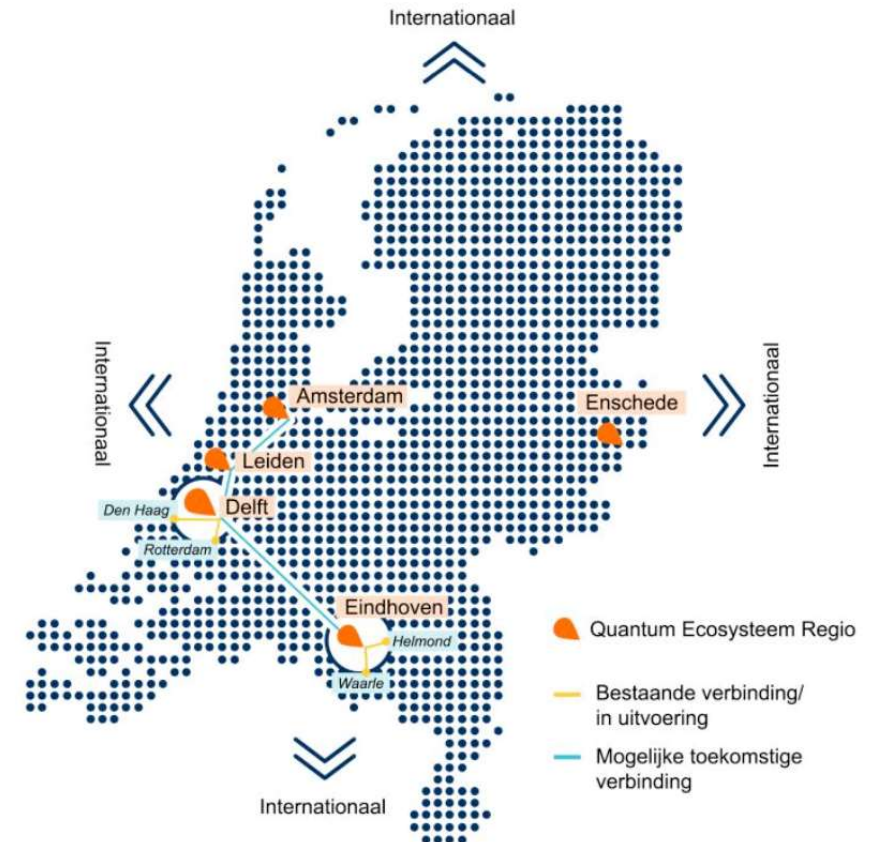 Internationaal
Internationaal
Internationaal
Amsterdam
Enschede
Leiden
Delft
Den Haag
Rotterdam
Eindhoven
Helmond
Waarle
Quantum Ecosysteem Regio
Bestaande verbinding/
in uitvoering
Mogelijke toekomstige
verbinding
Internationaal